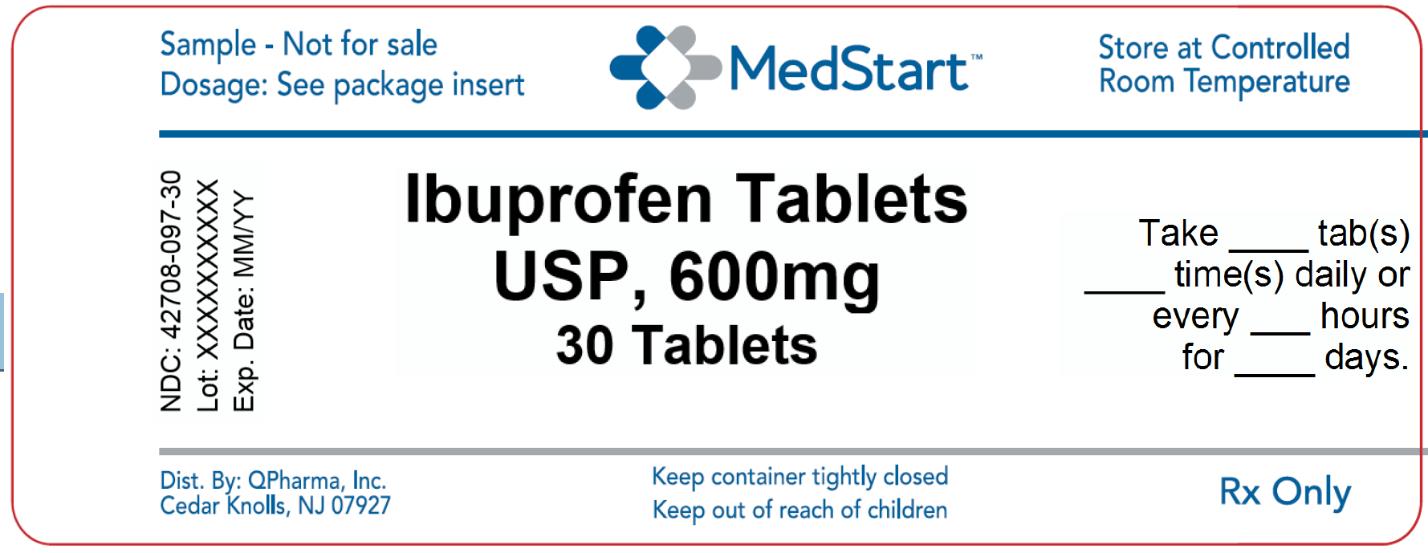 Sample - Not for sale
Dosage: See package insert
MedStart™
Store at Controlled
Room Temperature
NDC: 42708-097-30
Lot: XXXXXXXXXX
Exp. Date: MM/YY
Ibuprofen Tablets
USP, 600mg
30 Tablets
Take ____ tab(s)
____ time(s) daily or
every ___ hours
for ____ days.
Dist. By: QPharma, Inc.
Cedar Knolls, NJ 07927
Keep container tightly closed
Keep out of reach of children
Rx Only